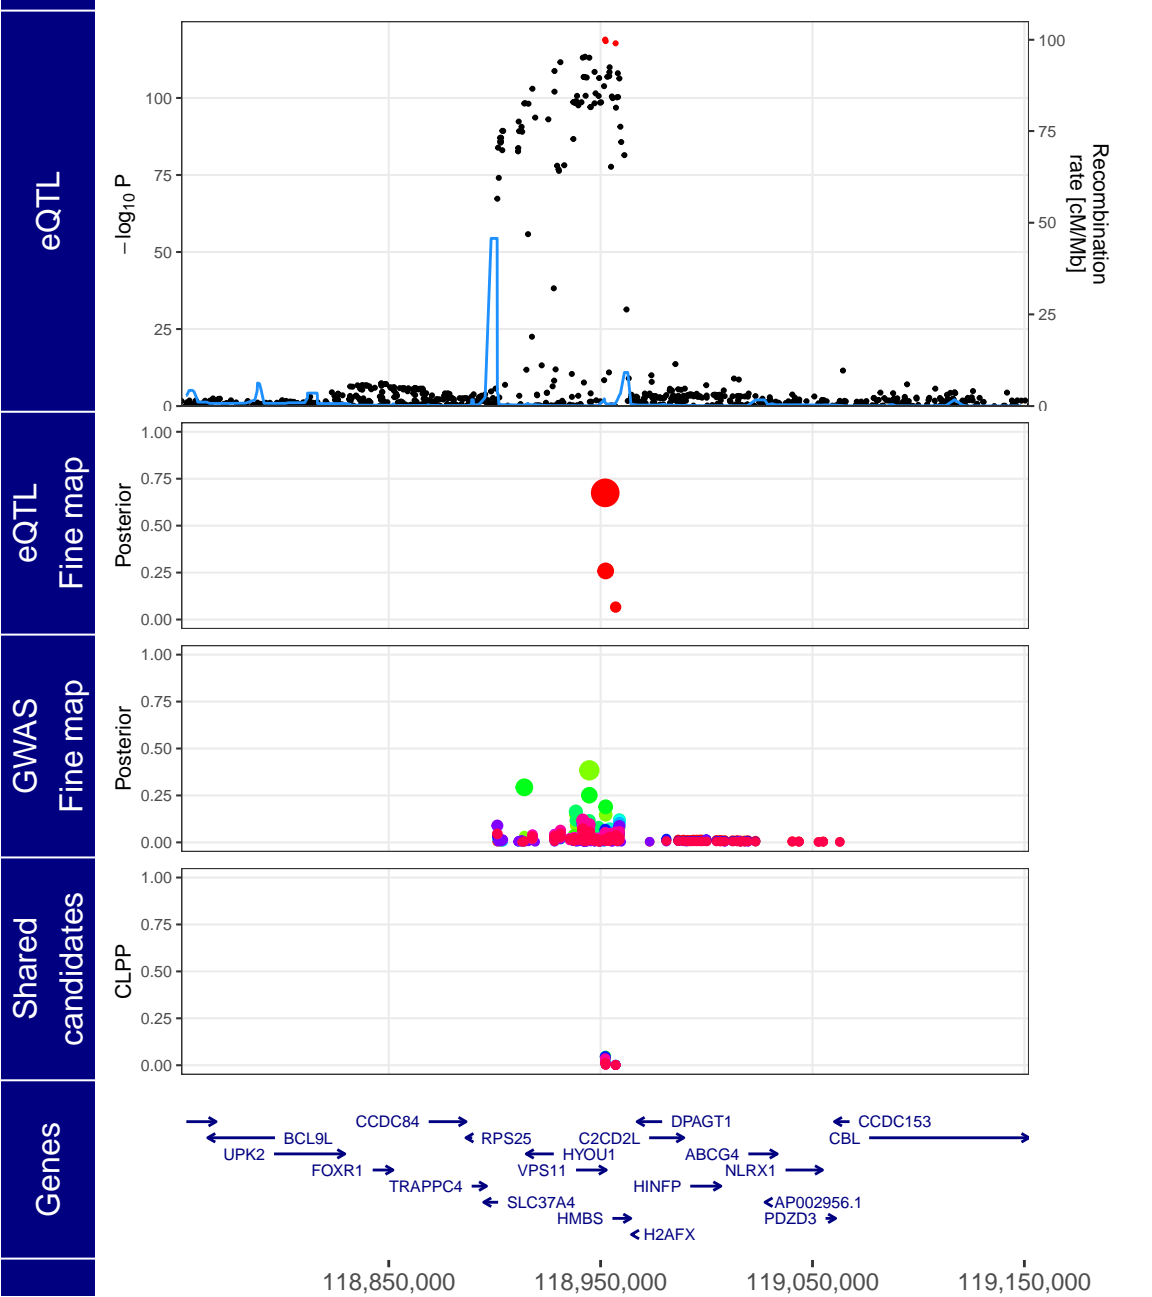 eQTL
− log10 P
100
75
50
25
0
100
75
50
25
0
Recombination
rate [cM/Mb]
eQTL
Fine map
Posterior
1.00
0.75
0.50
0.25
0.00
GWAS
Fine map
Posterior
1.00
0.75
0.50
0.25
0.00
Shared
candidates
CLPP
1.00
0.75
0.50
0.25
0.00
Genes
CCDC84 DPAGT1 CCDC153
BCL9L RPS25 C2CD2L CBL
UPK2 HYOU1 ABCG4
FOXR1 VPS11 NLRX1
TRAPPC4 HINFP
SLC37A4 AP002956.1
HMBS PDZD3
H2AFX
118,850,000 118,950,000 119,050,000 119,150,000